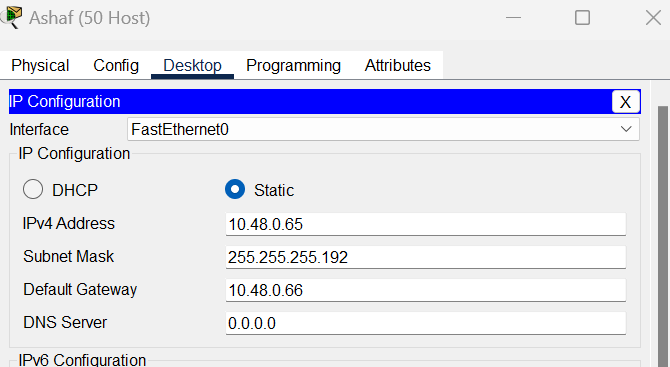 Ashaf (50 Host)
Physical Config Desktop Programming Attributes
IP Configuration X
Interface FastEthernet0
IP Configuration
DHCP Static
IPv4 Address 10.48.0.65
Subnet Mask 255.255.255.192
Default Gateway 10.48.0.66
DNS Server 0.0.0.0
IPv6 Configuration